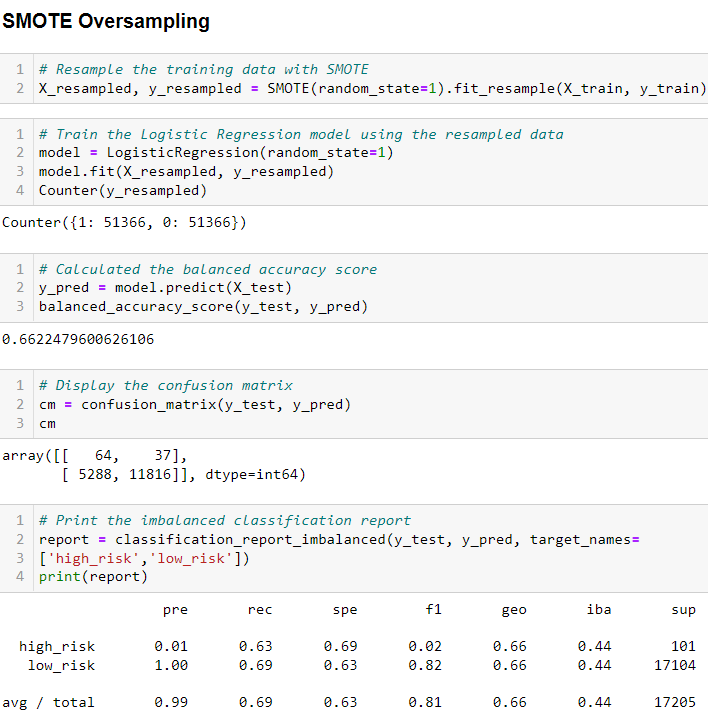 SMOTE Oversampling
1 # Resample the training data with SMOTE
2 X_resampled, y_resampled = SMOTE(random_state=1).fit_resample(X_train, y_train)
1 # Train the Logistic Regression model using the resampled data
2 model = LogisticRegression(random_state=1)
3 model.fit(X_resampled, y_resampled)
4 Counter(y_resampled)
Counter({1: 51366, 0: 51366})
1 # Calculated the balanced accuracy score
2 y_pred = model.predict(X_test)
3 balanced_accuracy_score(y_test, y_pred)
0.6622479600626106
1 # Display the confusion matrix
2 cm = confusion_matrix(y_test, y_pred)
3 cm
array([[   64,    37],
       [ 5288, 11816]], dtype=int64)
1 # Print the imbalanced classification report
2 report = classification_report_imbalanced(y_test, y_pred, target_names=
3 ['high_risk','low_risk'])
4 print(report)
pre rec spe f1 geo iba sup
high_risk 0.01 0.63 0.69 0.02 0.66 0.44 101
low_risk 1.00 0.69 0.63 0.82 0.66 0.44 17104
avg / total 0.99 0.69 0.63 0.81 0.66 0.44 17205